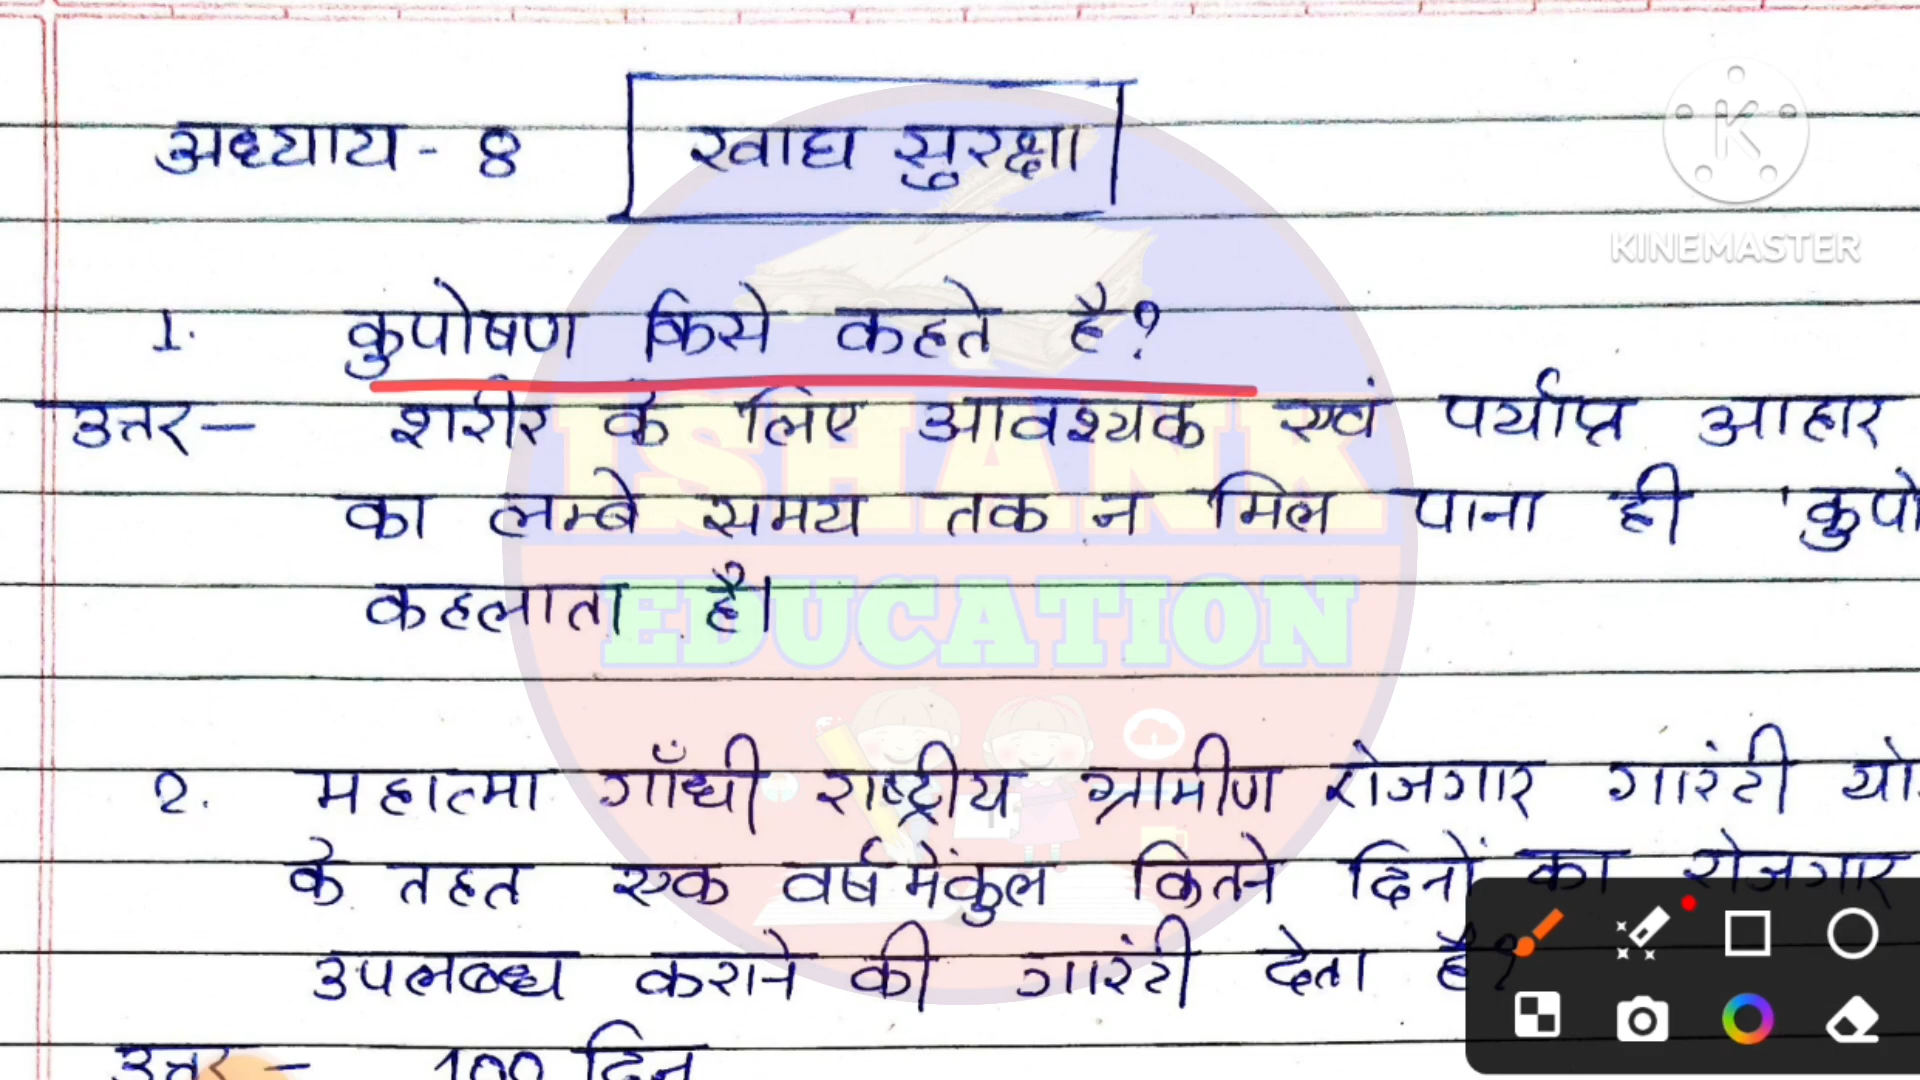 अध्याय - 8 खाद्य सुरक्षा
KINEMASTER
1. कुपोषण किसे कहते है?
उत्तर- शरीर के लिए आवश्यक एवं पर्याप्त आहार
का लम्बे समय तक न मिल पाना ही 'कुपो
कहलाता है।
ISHANK
EDUCATION
2. महात्मा गाँधी राष्ट्रीय ग्रामीण रोजगार गारंटी यो
के तहत एक वर्ष में कुल कितने दिनों का रोजगार
उपलब्ध कराने की गारंटी देता है?
उत्तर- 100 दिन